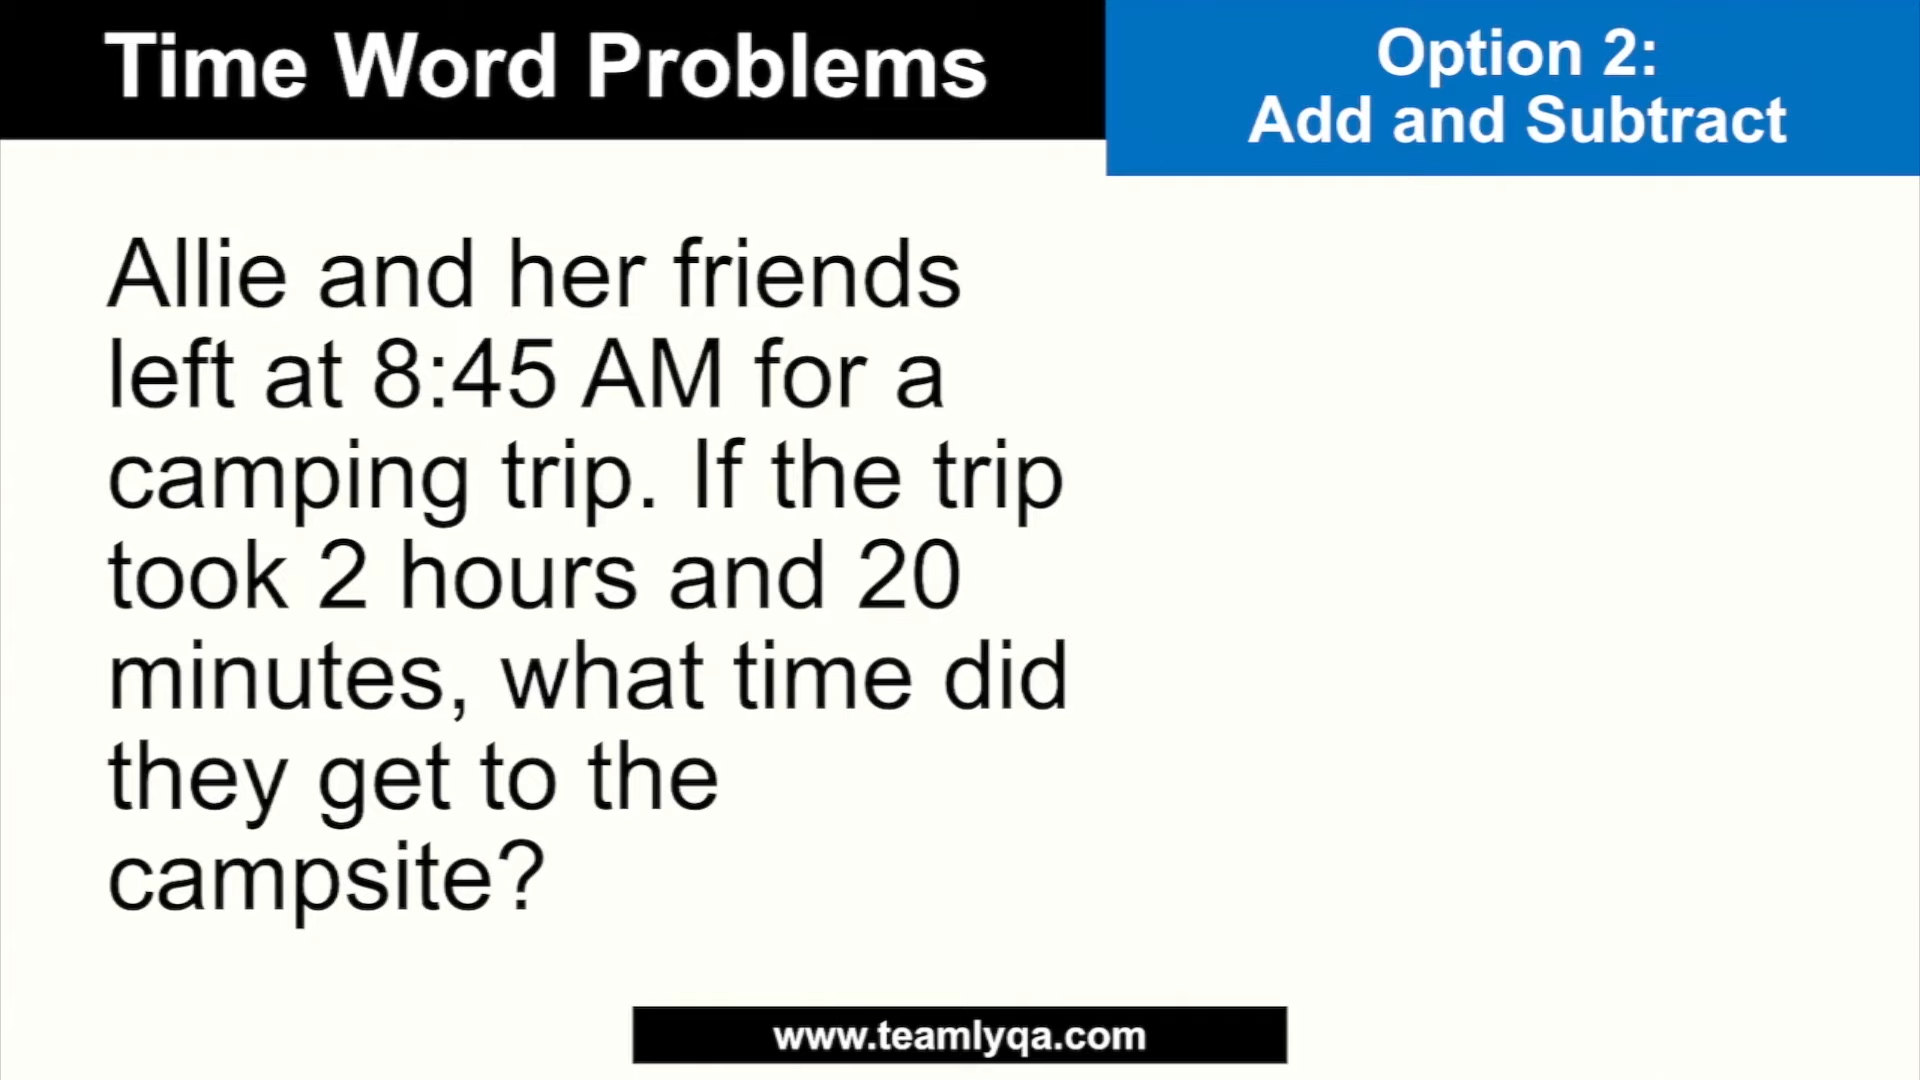 Time Word Problems
Option 2:
Add and Subtract
Allie and her friends
left at 8:45 AM for a
camping trip. If the trip
took 2 hours and 20
minutes, what time did
they get to the
campsite?
www.teamlyqa.com